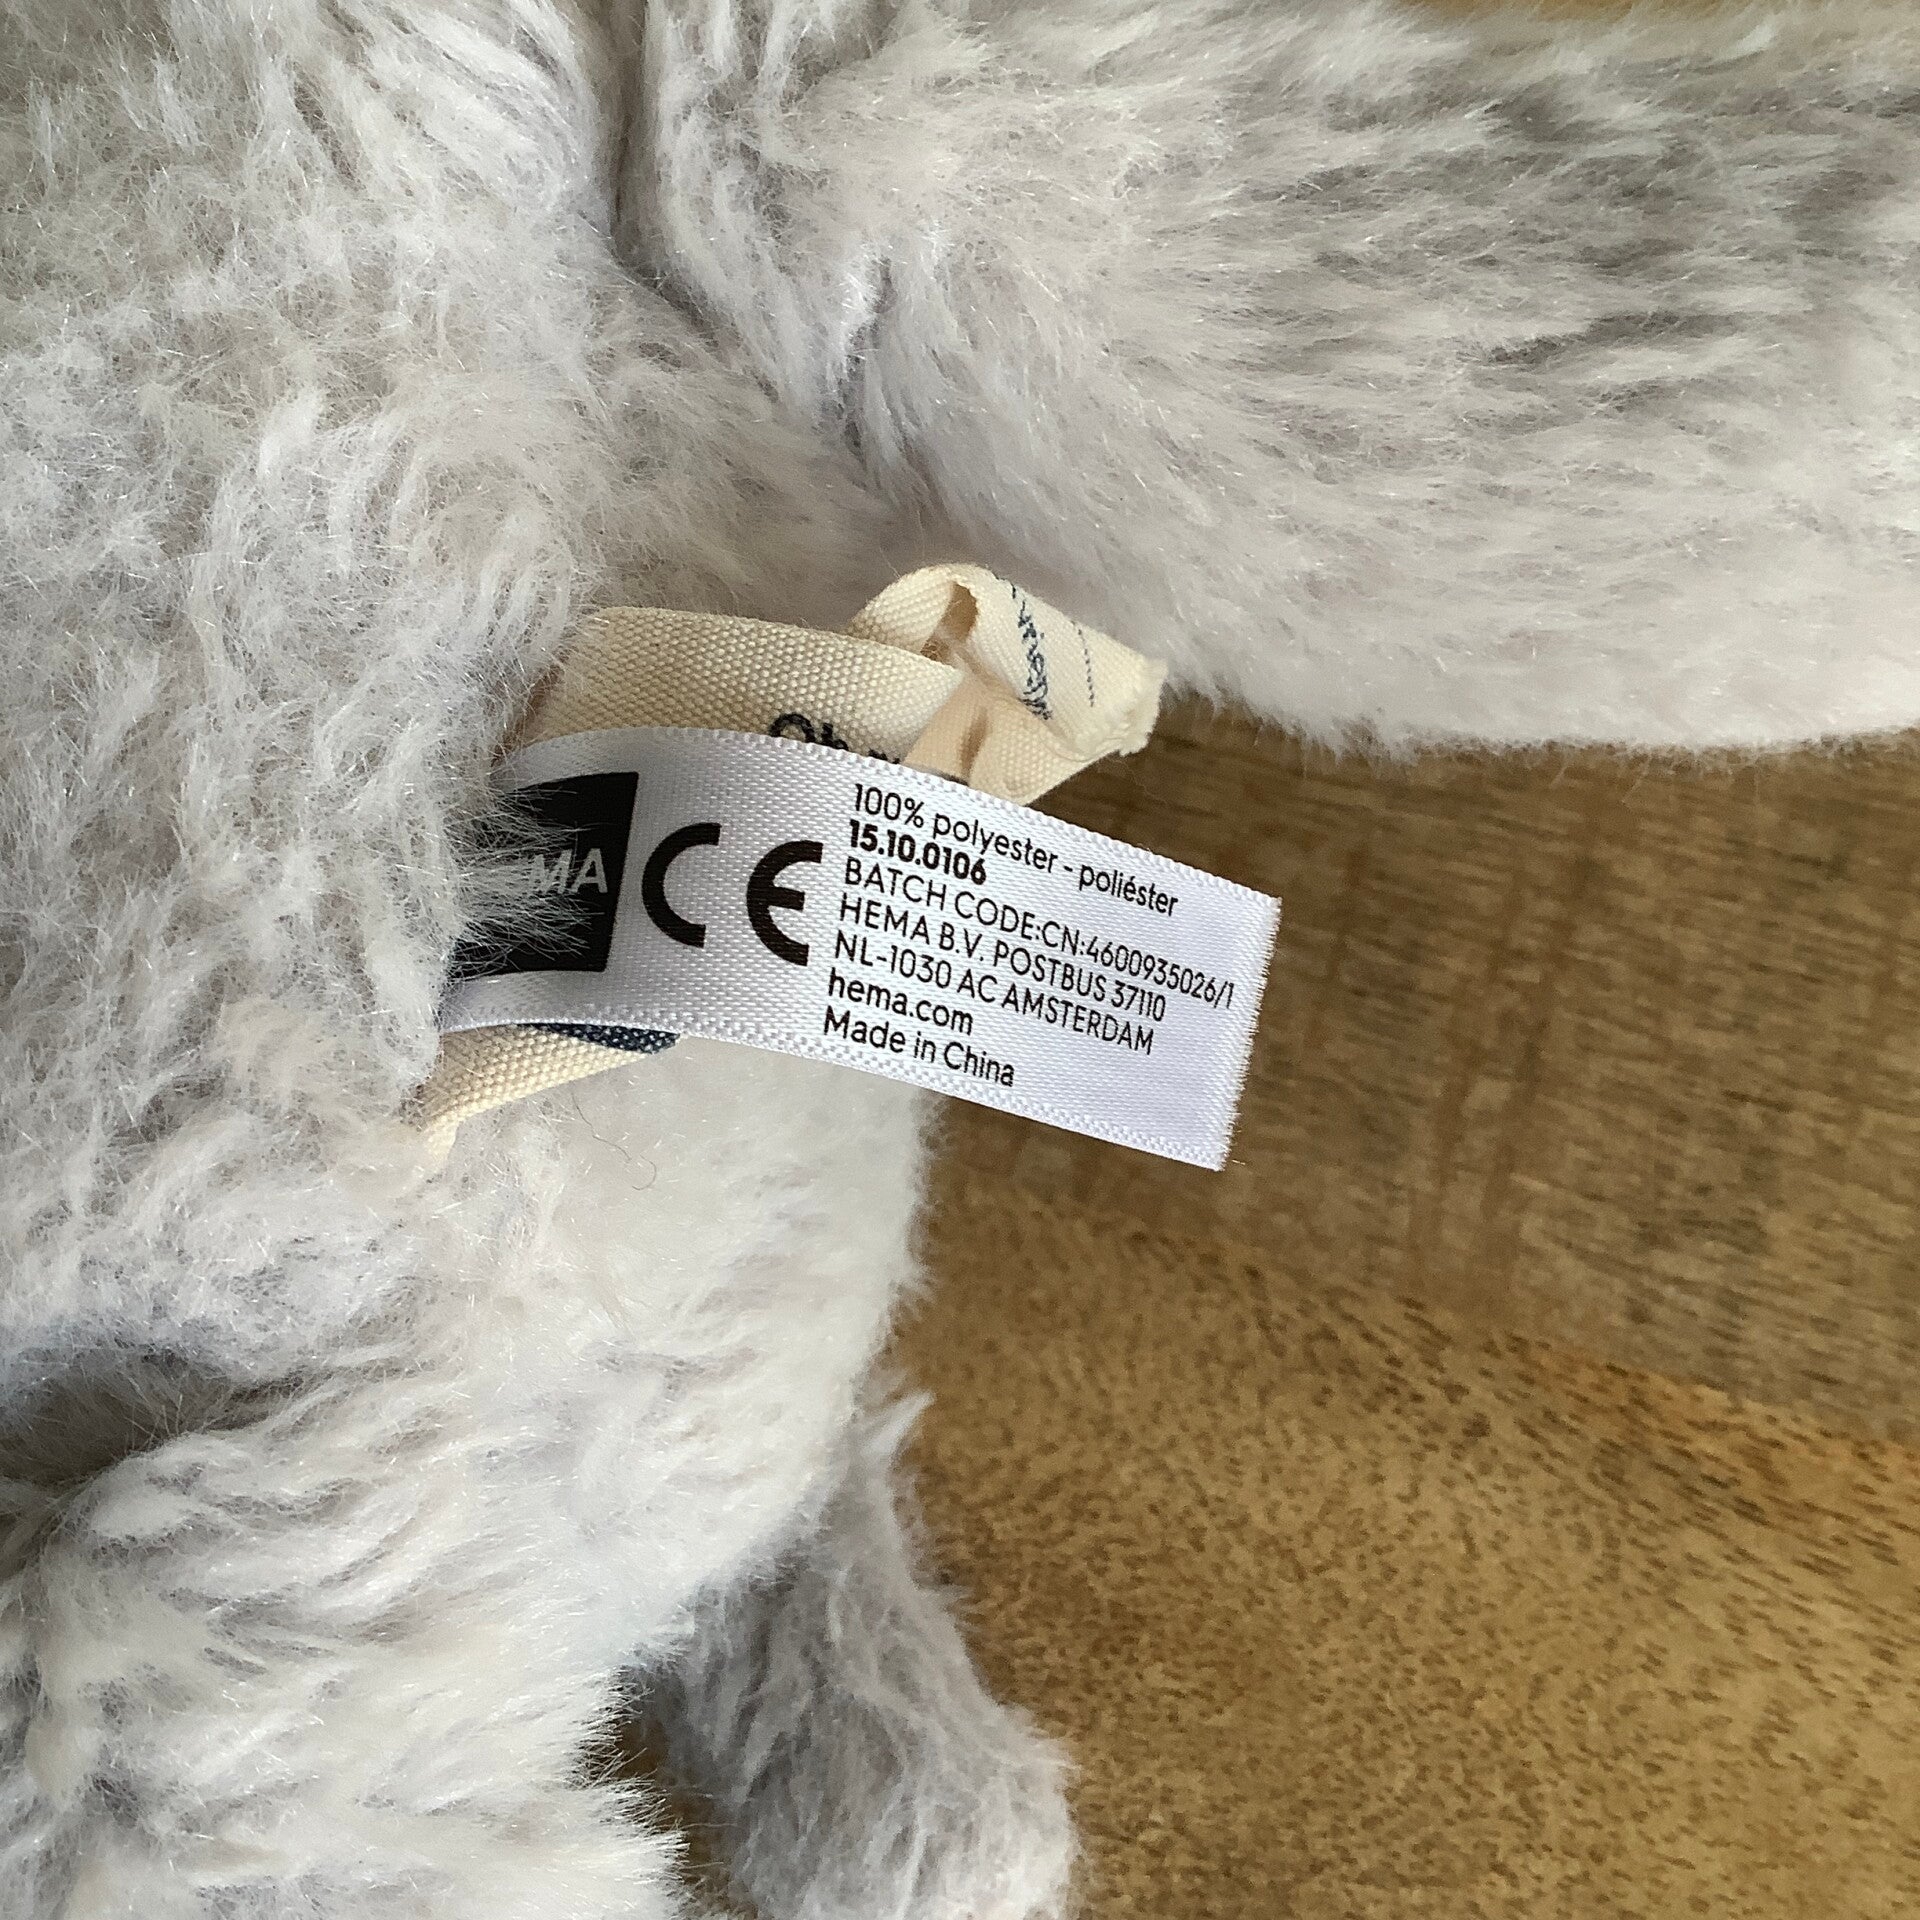 MA
CE
100% polyester - poliéster
15.10.0106
BATCH CODE:CN:4600935026/1
HEMA B.V. POSTBUS 37110
NL-1030 AC AMSTERDAM
hema.com
Made in China